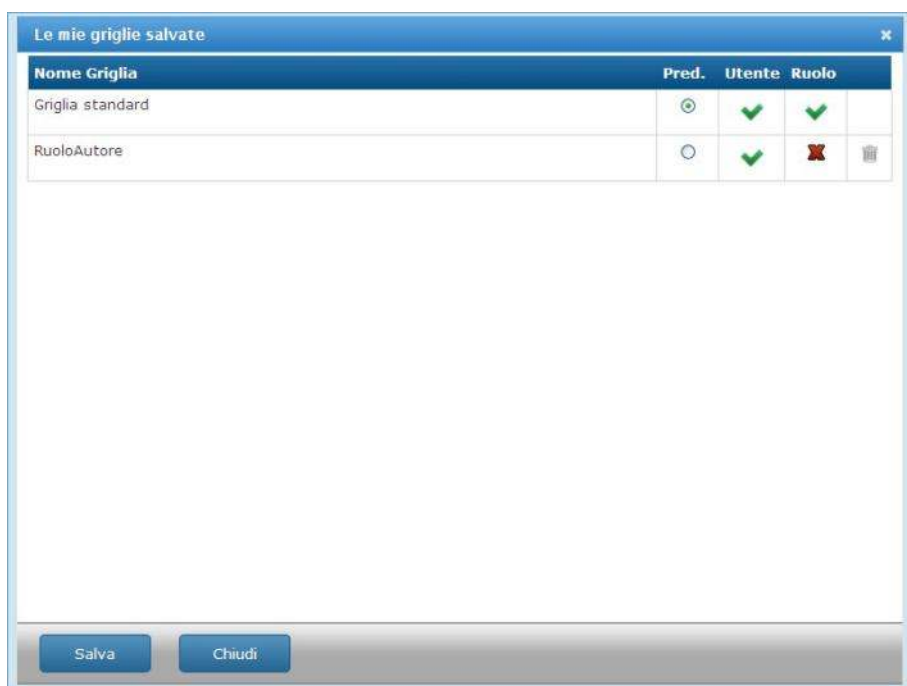 Le mie griglie salvate
Nome Griglia Pred. Utente Ruolo
Griglia standard
RuoloAutore
Salva Chiudi